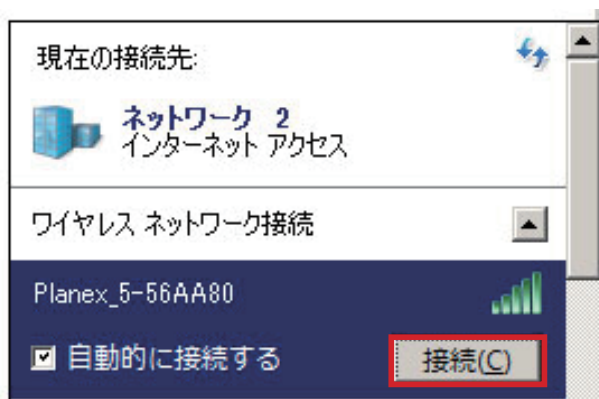 現在の接続先:
ネットワーク 2
インターネット アクセス
ワイヤレス ネットワーク接続
Planex_5-56AA80
自動的に接続する
接続(C)